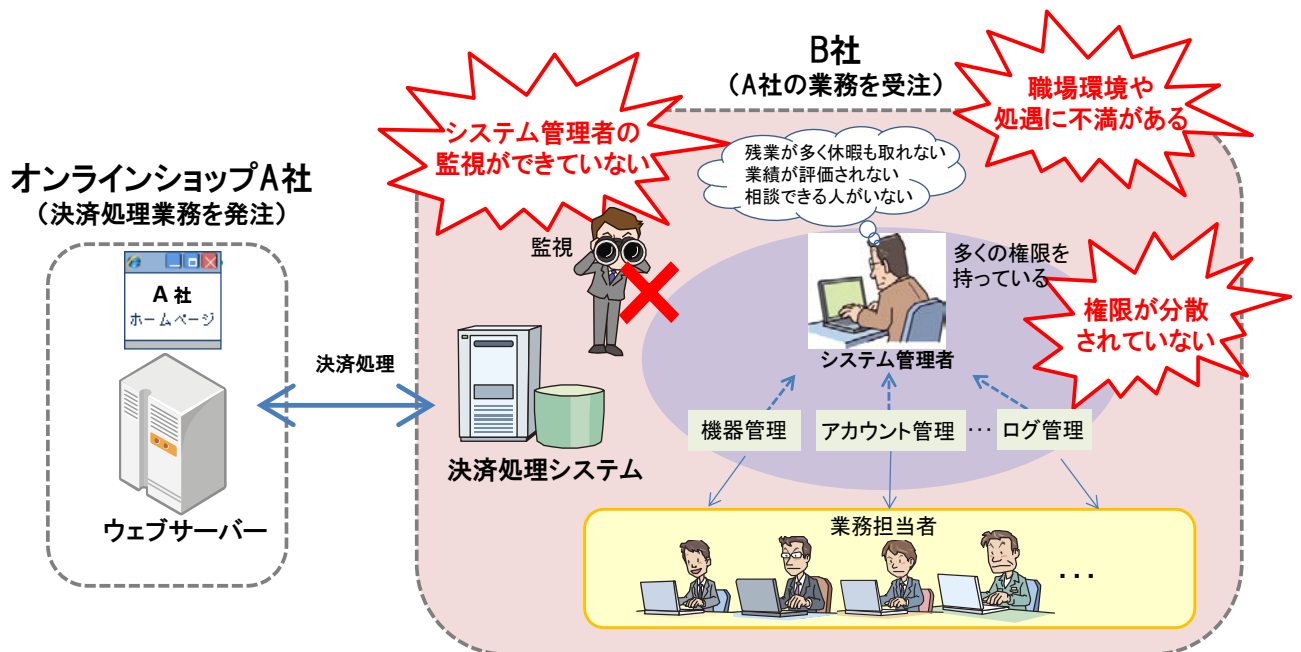 B社
（A社の業務を受注）
職場環境や
処遇に不満がある
システム管理者の
監視ができていない
残業が多く休暇も取れない
業績が評価されない
相談できる人がいない
オンラインショップA社
（決済処理業務を発注）
監視
多くの権限を
持っている
A 社
ホームページ
権限が分散
されていない
決済処理
システム管理者
機器管理
アカウント管理
…
ログ管理
決済処理システム
ウェブサーバー
業務担当者
…